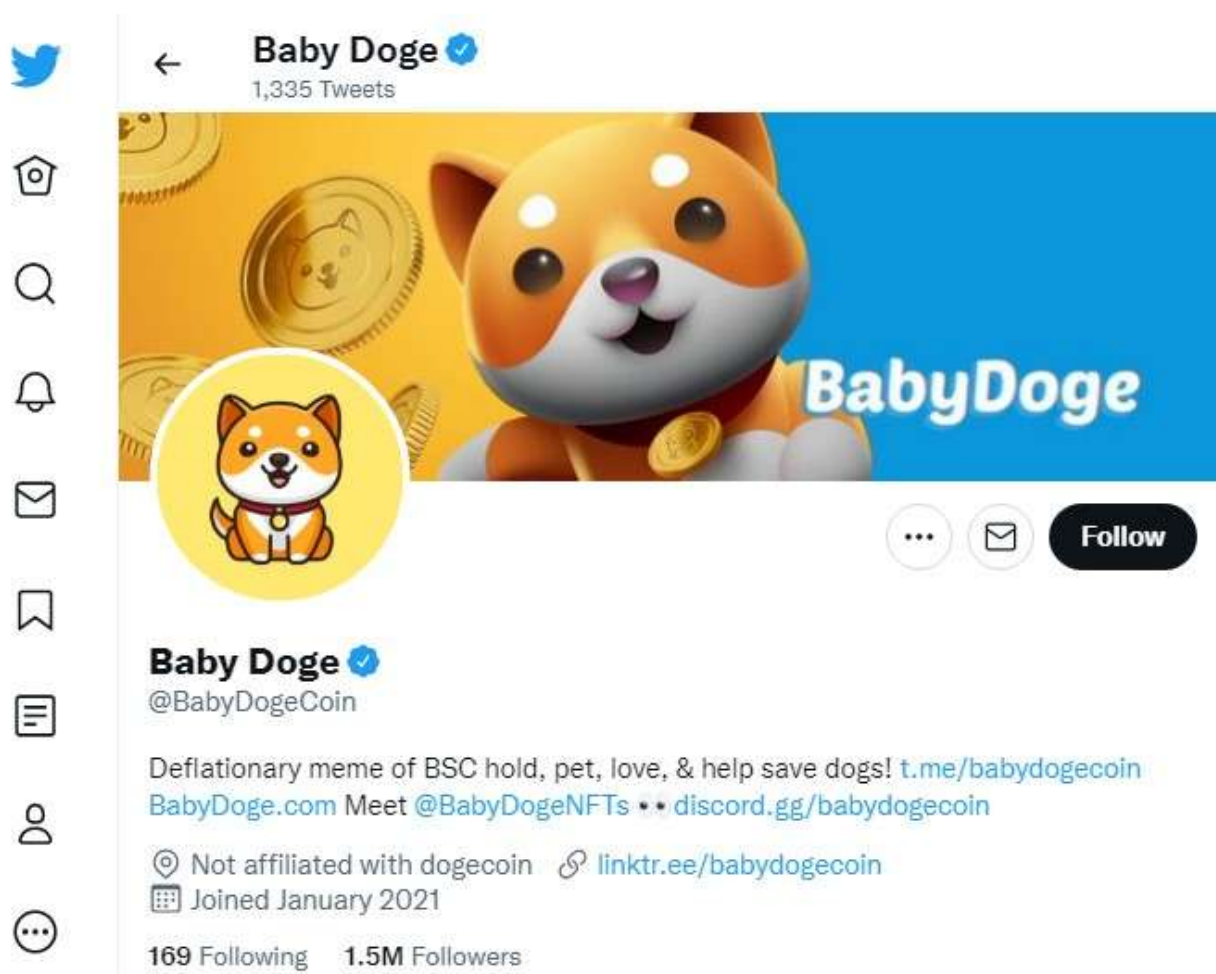 Baby Doge
1,335 Tweets
BabyDoge
Follow
Baby Doge
@BabyDogeCoin
Deflationary meme of BSC hold, pet, love, & help save dogs! t.me/babydogecoin
BabyDoge.com Meet @BabyDogeNFTs 👀 discord.gg/babydogecoin
Not affiliated with dogecoin linktr.ee/babydogecoin
Joined January 2021
169 Following 1.5M Followers